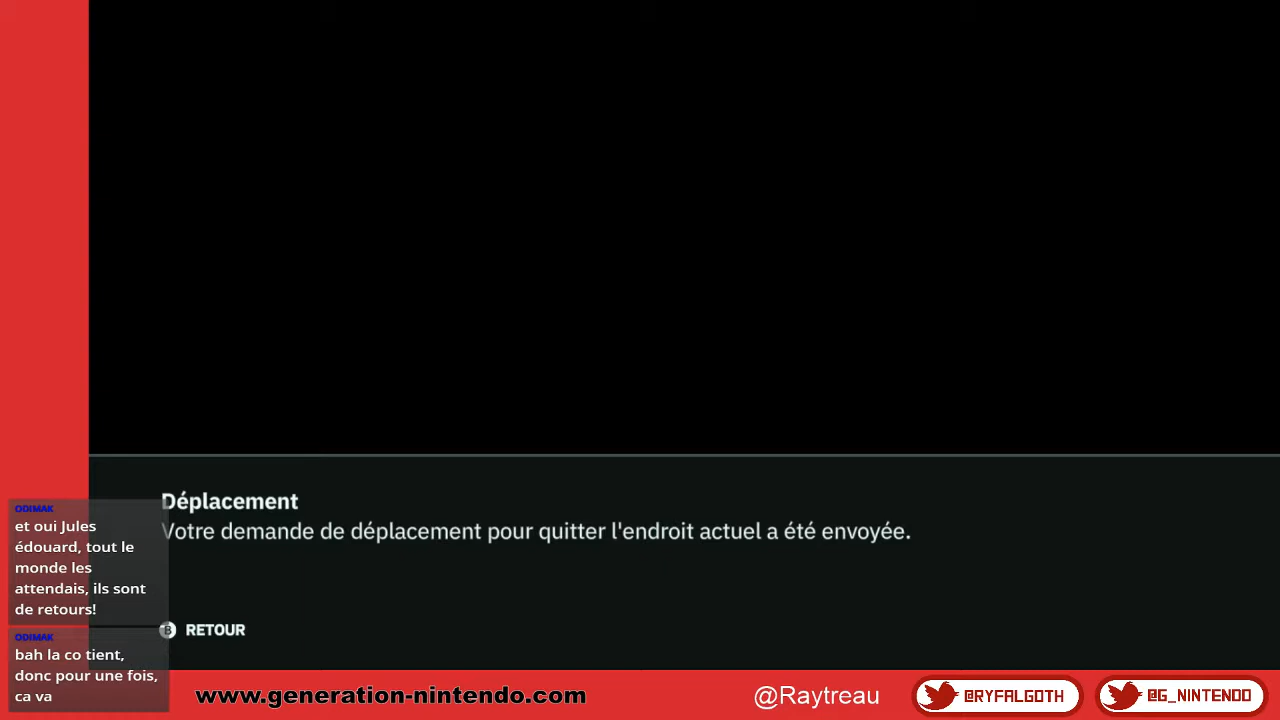 Déplacement
Votre demande de déplacement pour quitter l'endroit actuel a été envoyée.
B RETOUR
ODIMAK
et oui Jules
édouard, tout le
monde les
attendais, ils sont
de retours!
ODIMAK
bah la co tient,
donc pour une fois,
ca va
www.generation-nintendo.com
@Raytreau
@RYFALGOTH
@G_NINTENDO